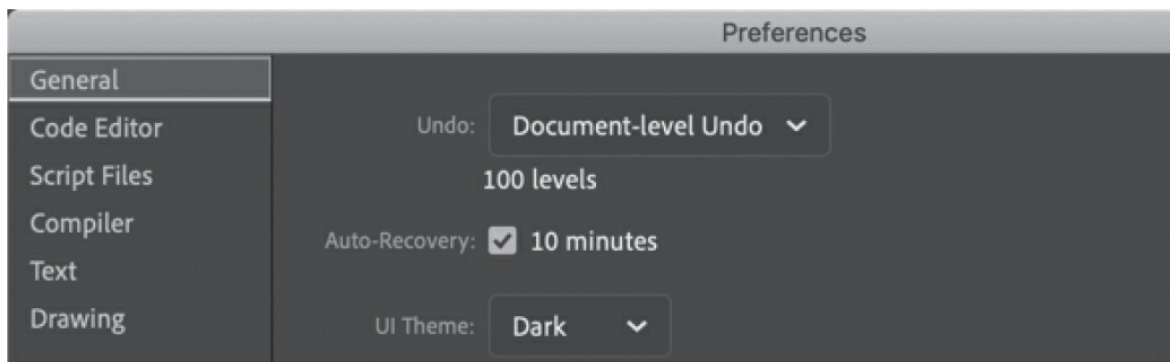 Preferences
General
Code Editor
Script Files
Compiler
Text
Drawing
Undo: Document-level Undo
100 levels
Auto-Recovery: 10 minutes
UI Theme: Dark